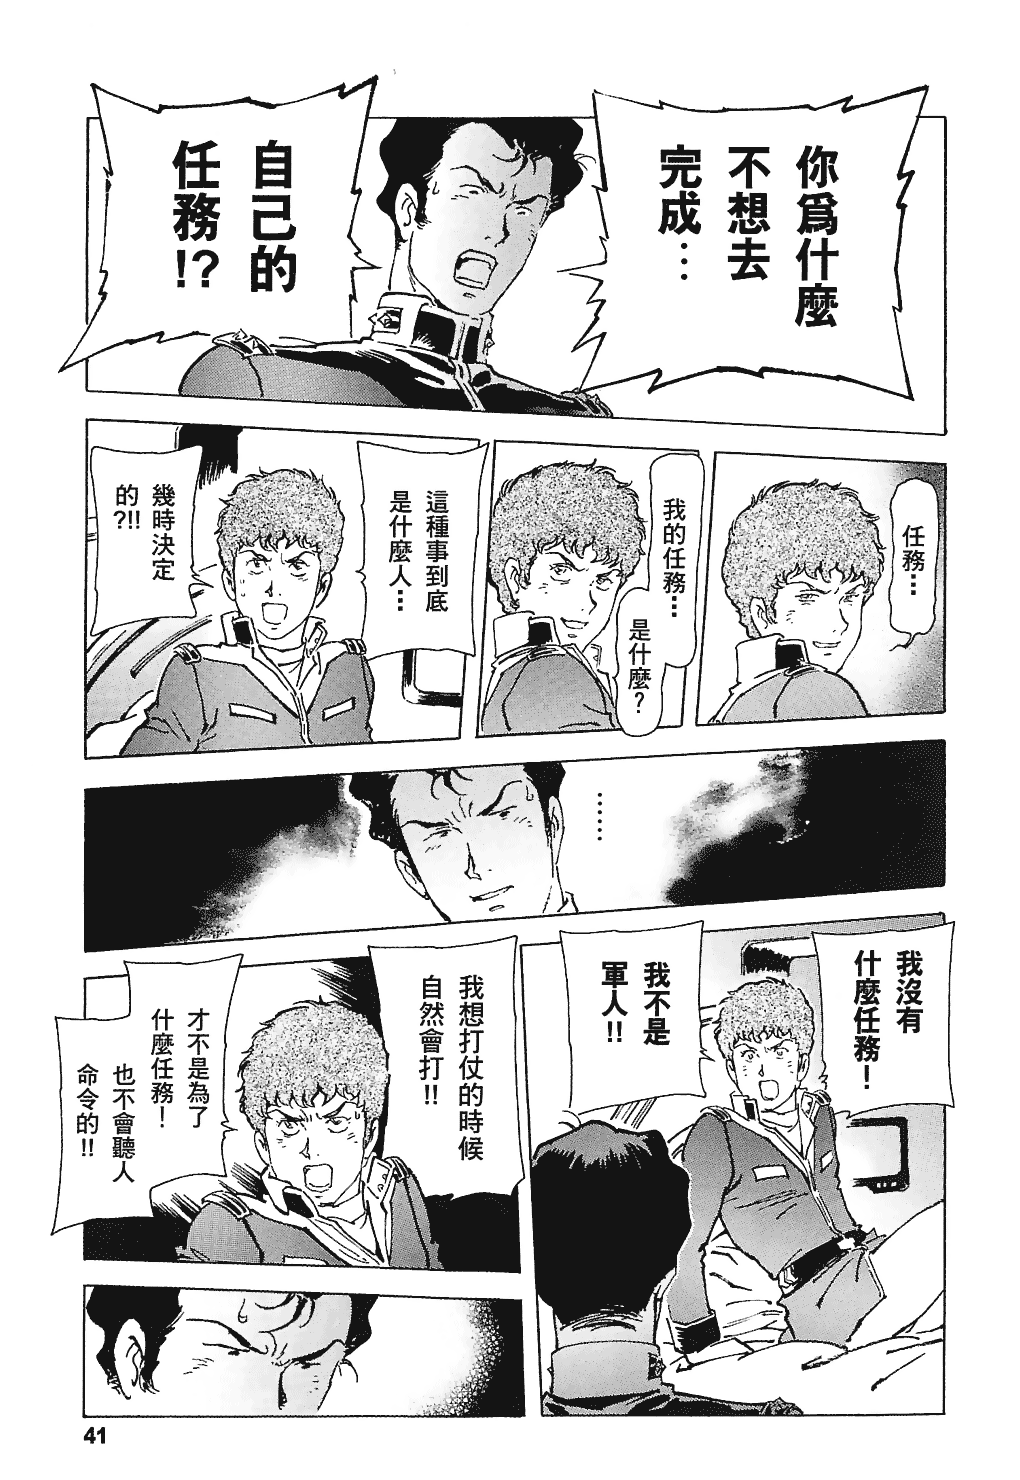 你爲什麼
不想去
完成…
自己的
任務!?
任務…
我的任務…
是什麼?
這種事到底
是什麼人…
幾時決定
的?!!
……
我沒有
什麼任務!
我不是
軍人!!
我想打仗的時候
自然會打!!
才不是為了
什麼任務!
也不會聽人
命令的!!
41